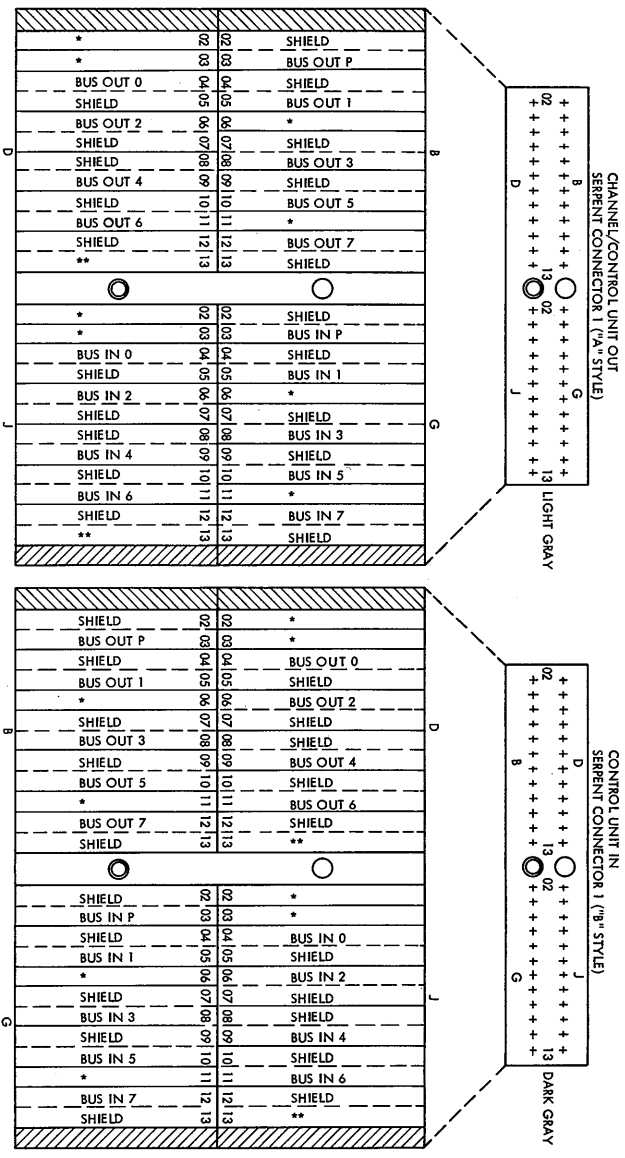 * 02 02 SHIELD
* 03 03 BUS OUT P
BUS OUT 0 04 04 SHIELD
SHIELD 05 05 BUS OUT 1
BUS OUT 2 06 06 *
SHIELD 07 07 SHIELD
SHIELD 08 08 BUS OUT 3
BUS OUT 4 09 09 SHIELD
SHIELD 10 10 BUS OUT 5
BUS OUT 6 11 11 *
SHIELD 12 12 BUS OUT 7
** 13 13 SHIELD
D
B
* 02 02 SHIELD
* 03 03 BUS IN P
BUS IN 0 04 04 SHIELD
SHIELD 05 05 BUS IN 1
BUS IN 2 06 06 *
SHIELD 07 07 SHIELD
SHIELD 08 08 BUS IN 3
BUS IN 4 09 09 SHIELD
SHIELD 10 10 BUS IN 5
BUS IN 6 11 11 *
SHIELD 12 12 BUS IN 7
** 13 13 SHIELD
J
G
CHANNEL/CONTROL UNIT OUT
SERPENT CONNECTOR 1 ("A" STYLE)
02
B
D
13
02
G
J
13
LIGHT GRAY
SHIELD 02 02 *
BUS OUT P 03 03 *
SHIELD 04 04 BUS OUT 0
BUS OUT 1 05 05 SHIELD
* 06 06 BUS OUT 2
SHIELD 07 07 SHIELD
BUS OUT 3 08 08 SHIELD
SHIELD 09 09 BUS OUT 4
BUS OUT 5 10 10 SHIELD
* 11 11 BUS OUT 6
BUS OUT 7 12 12 SHIELD
SHIELD 13 13 **
B
D
SHIELD 02 02 *
BUS IN P 03 03 *
SHIELD 04 04 BUS IN 0
BUS IN 1 05 05 SHIELD
* 06 06 BUS IN 2
SHIELD 07 07 SHIELD
BUS IN 3 08 08 SHIELD
SHIELD 09 09 BUS IN 4
BUS IN 5 10 10 SHIELD
* 11 11 BUS IN 6
BUS IN 7 12 12 SHIELD
SHIELD 13 13 **
G
J
CONTROL UNIT IN
SERPENT CONNECTOR 1 ("B" STYLE)
02
D
B
13
02
J
G
13
DARK GRAY